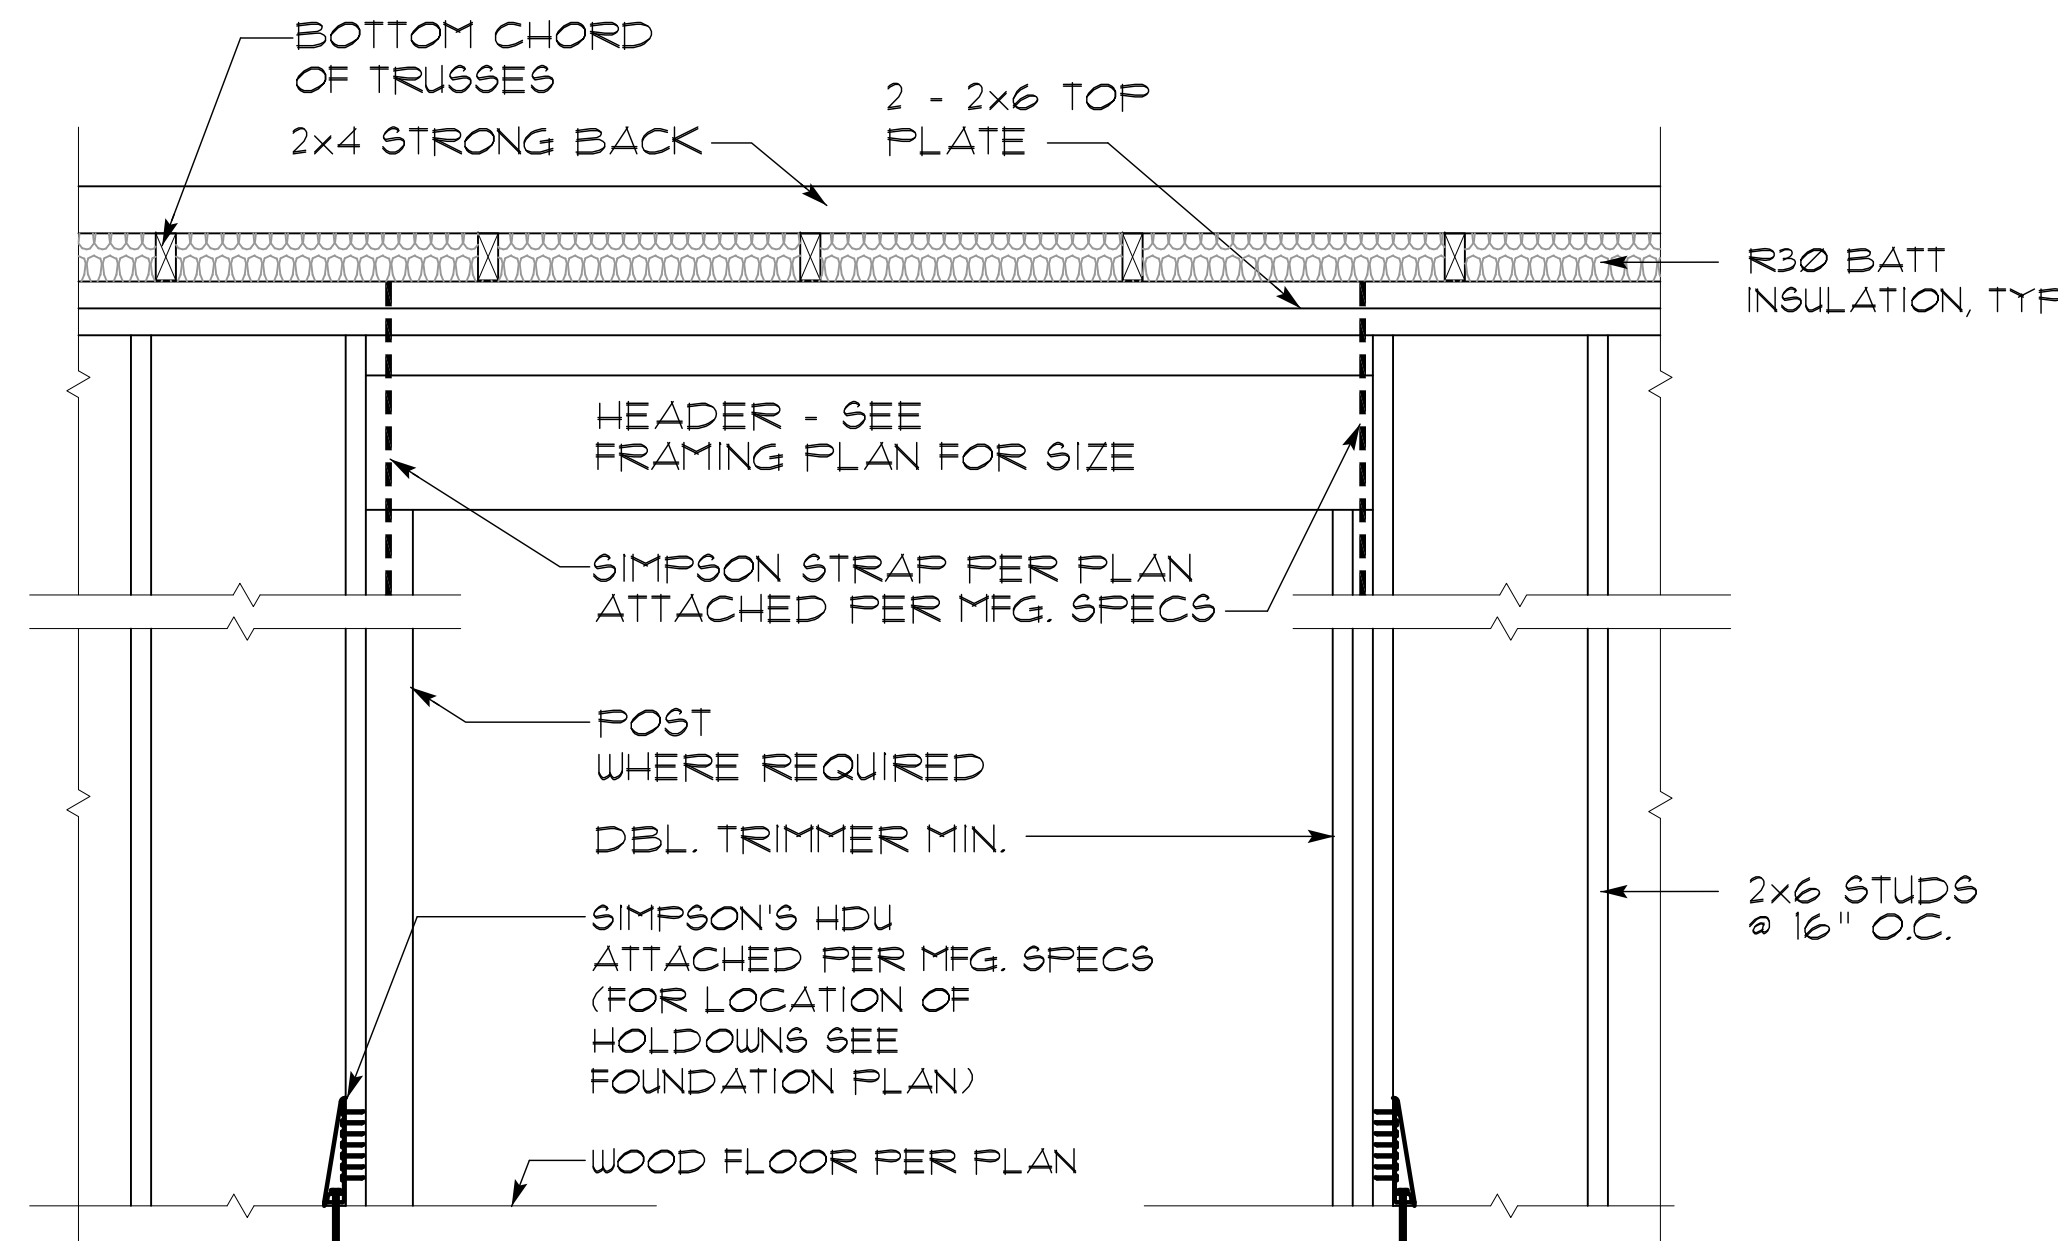 BOTTOM CHORD
OF TRUSSES
2x4 STRONG BACK
2 - 2x6 TOP
PLATE
R30 BATT
INSULATION, TYP
HEADER - SEE
FRAMING PLAN FOR SIZE
SIMPSON STRAP PER PLAN
ATTACHED PER MFG. SPECS
POST
WHERE REQUIRED
DBL. TRIMMER MIN.
2x6 STUDS
@ 16" O.C.
SIMPSON'S HDU
ATTACHED PER MFG. SPECS
(FOR LOCATION OF
HOLDOWNS SEE
FOUNDATION PLAN)
WOOD FLOOR PER PLAN